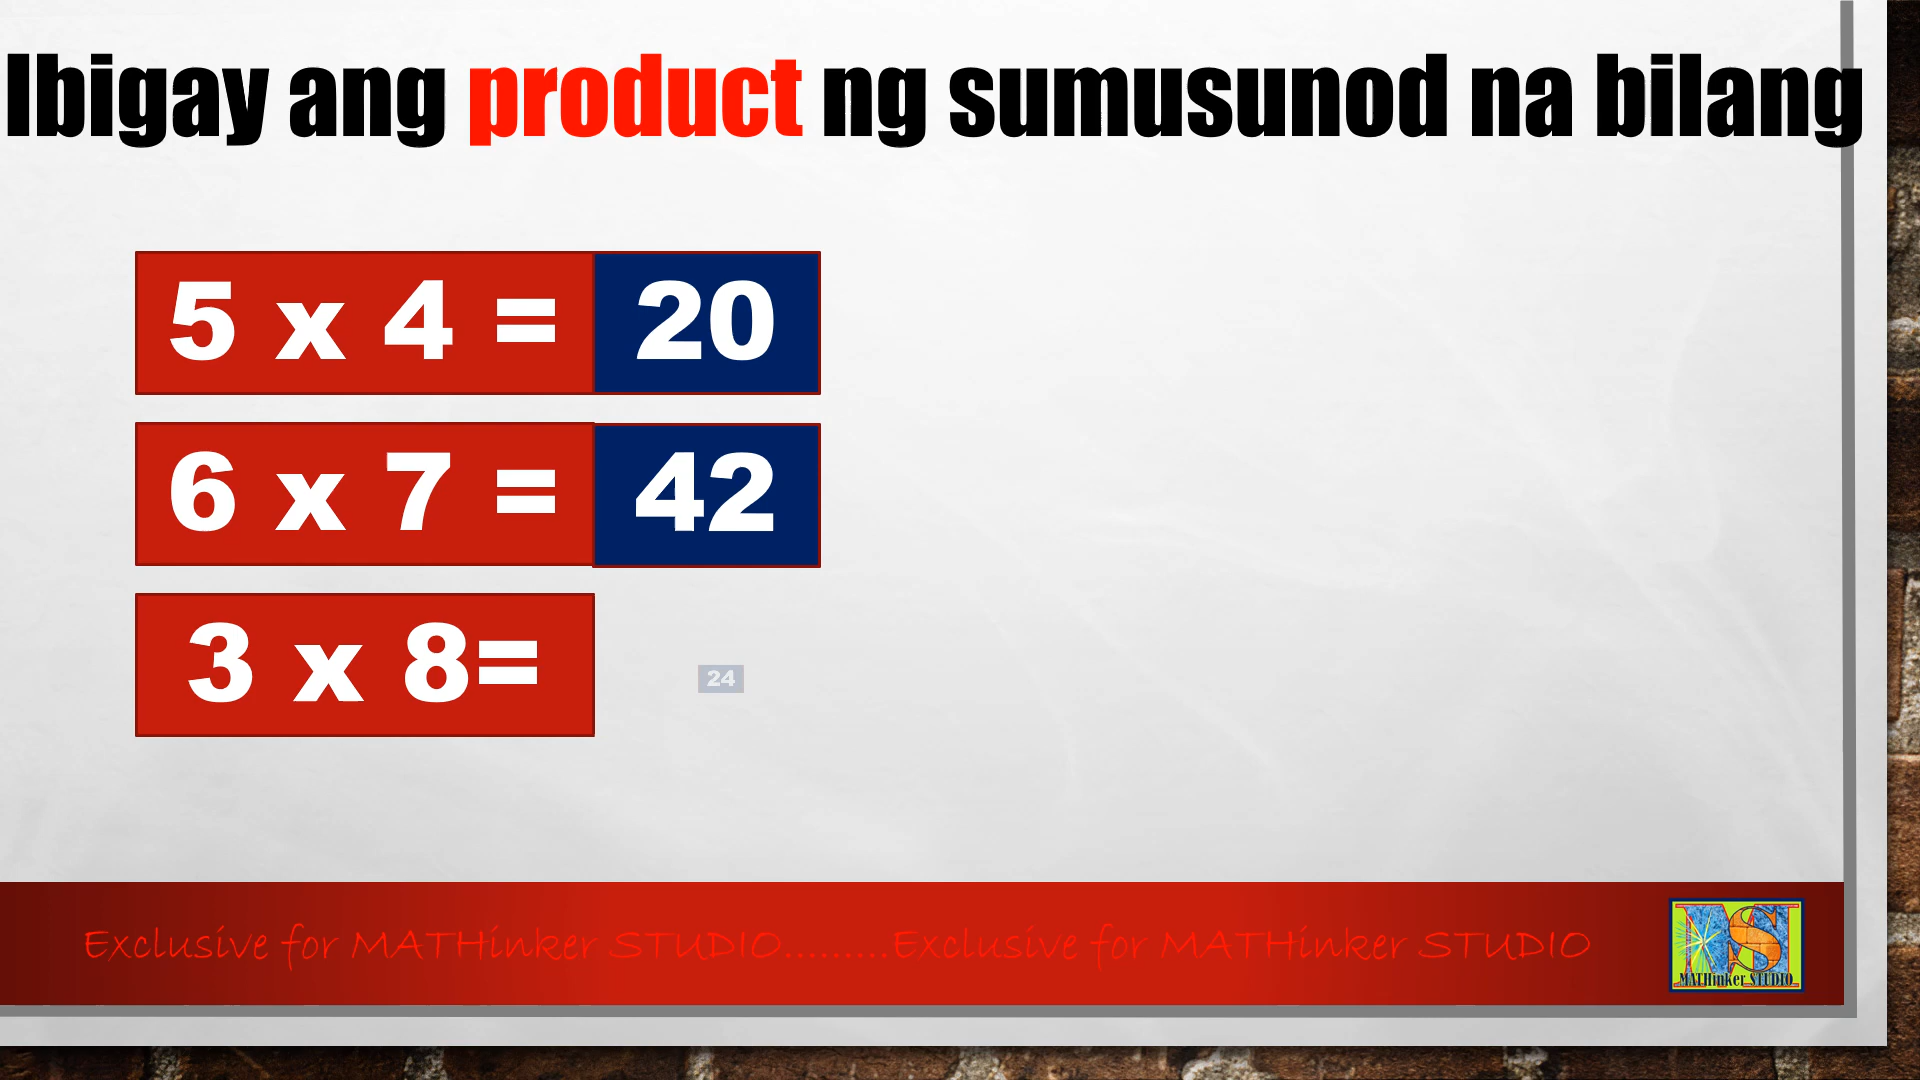 Ibigay ang product ng sumusunod na bilang
5 x 4 = 20
6 x 7 = 42
3 x 8= 24
Exclusive for MATHinker STUDIO.........Exclusive for MATHinker STUDIO
MS
MATHinker STUDIO